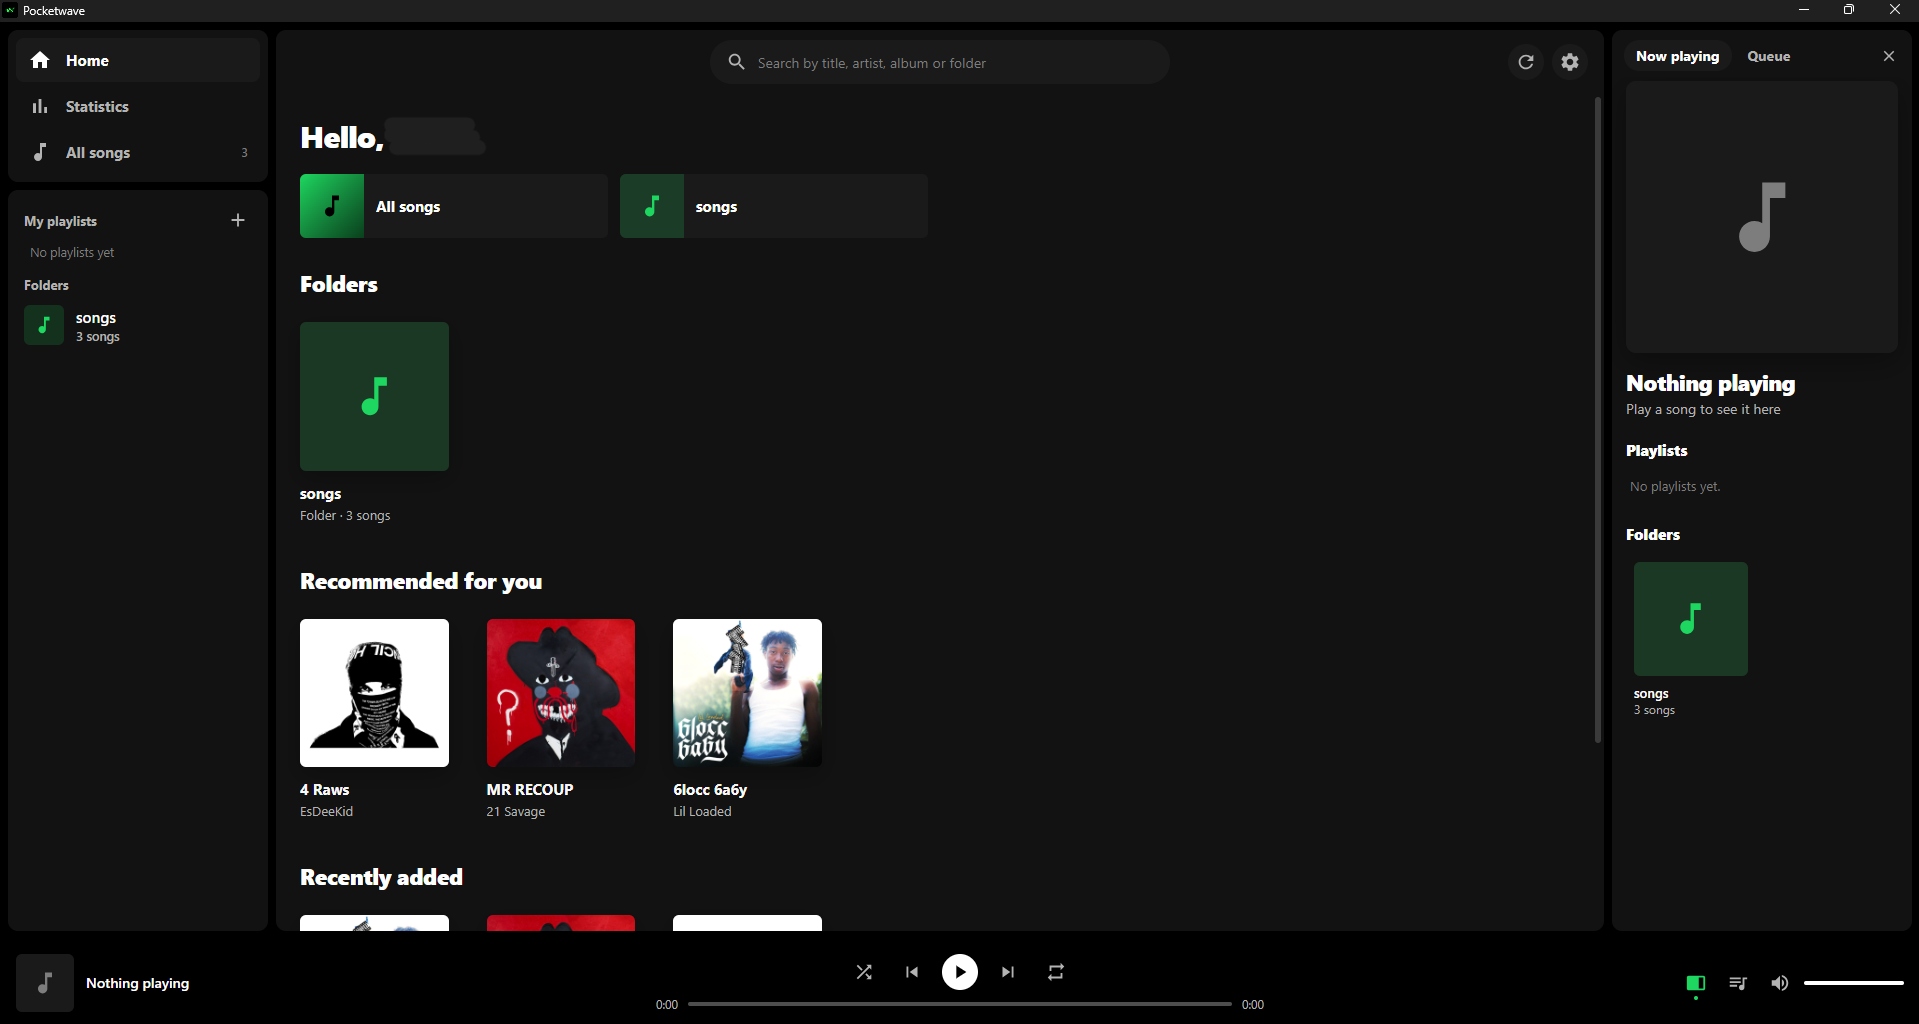 Pocketwave
Home
Statistics
All songs 3
My playlists
No playlists yet
Folders
songs
3 songs
Search by title, artist, album or folder
Hello,
All songs
songs
Folders
songs
Folder · 3 songs
Recommended for you
6locc
6a6y
4 Raws
EsDeeKid
MR RECOUP
21 Savage
6locc 6a6y
Lil Loaded
Recently added
Now playing
Queue
Nothing playing
Play a song to see it here
Playlists
No playlists yet.
Folders
songs
3 songs
Nothing playing
0:00
0:00